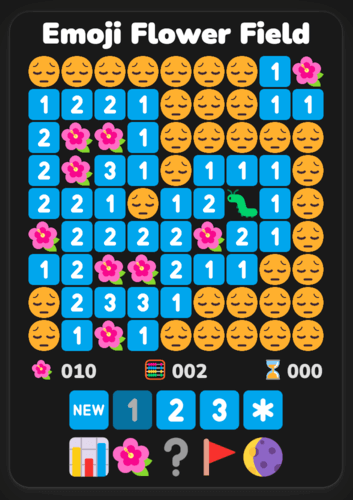 Emoji Flower Field
1
1 2 2 1 1 1
2 1
2 3 1 1 1 1
2 2 1 1 2 1
2 2 2 2 2 1
1 2 2 1 1
2 3 3 1
1 1
010 002 000
NEW 1 2 3 *
?